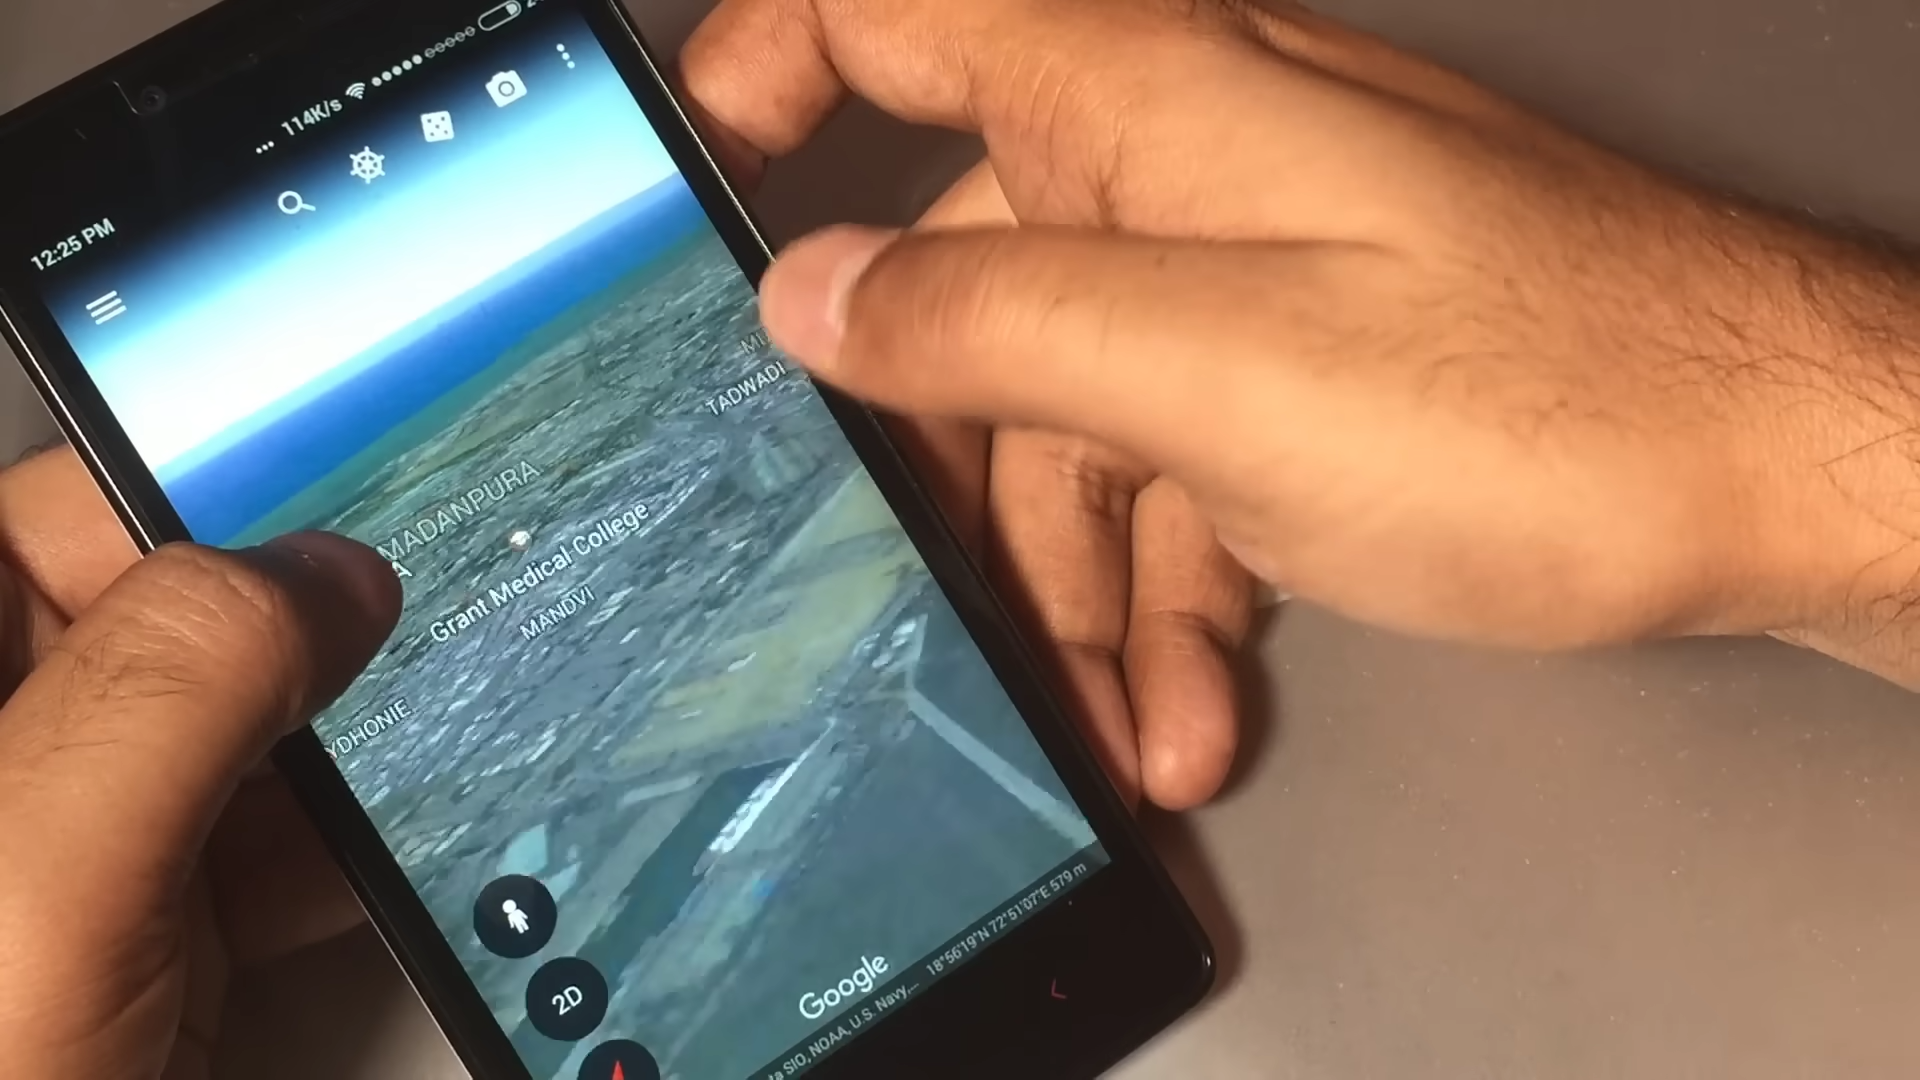 12:25 PM
... 114K/s
TADWADI
MADANPURA
Grant Medical College
MANDVI
YDHONIE
2D
Google
SIO, NOAA, U.S. Navy,... 18°56'19"N 72°51'07"E 579 m